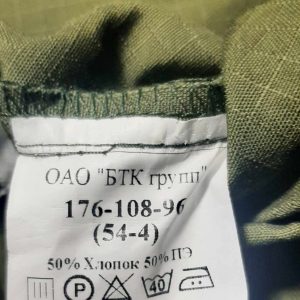 ОАО "БТК групп"
176-108-96
(54-4)
50% Хлопок 50% ПЭ
P
40